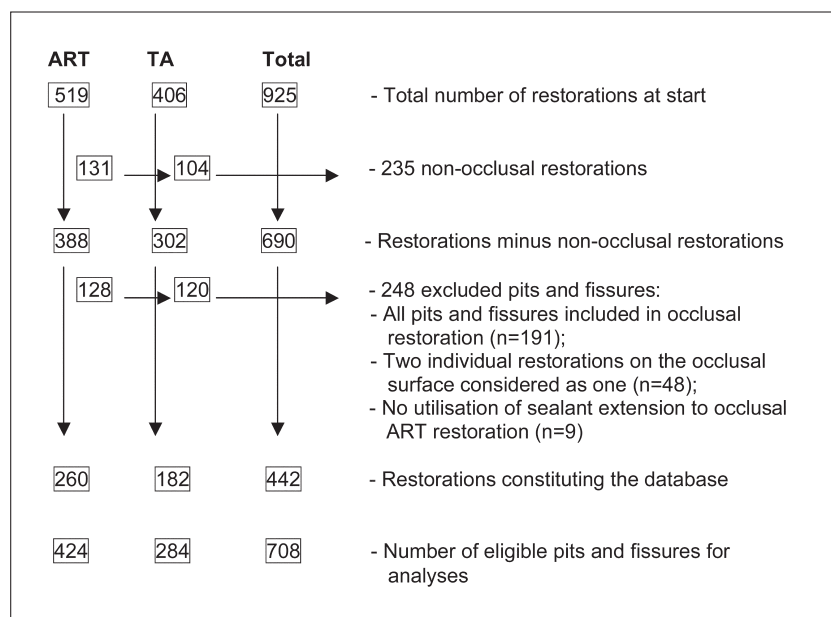 ART TA Total
519 406 925 - Total number of restorations at start
131 104 - 235 non-occlusal restorations
388 302 690 - Restorations minus non-occlusal restorations
128 120 - 248 excluded pits and fissures:
- All pits and fissures included in occlusal
restoration (n=191);
- Two individual restorations on the occlusal
surface considered as one (n=48);
- No utilisation of sealant extension to occlusal
ART restoration (n=9)
260 182 442 - Restorations constituting the database
424 284 708 - Number of eligible pits and fissures for
analyses